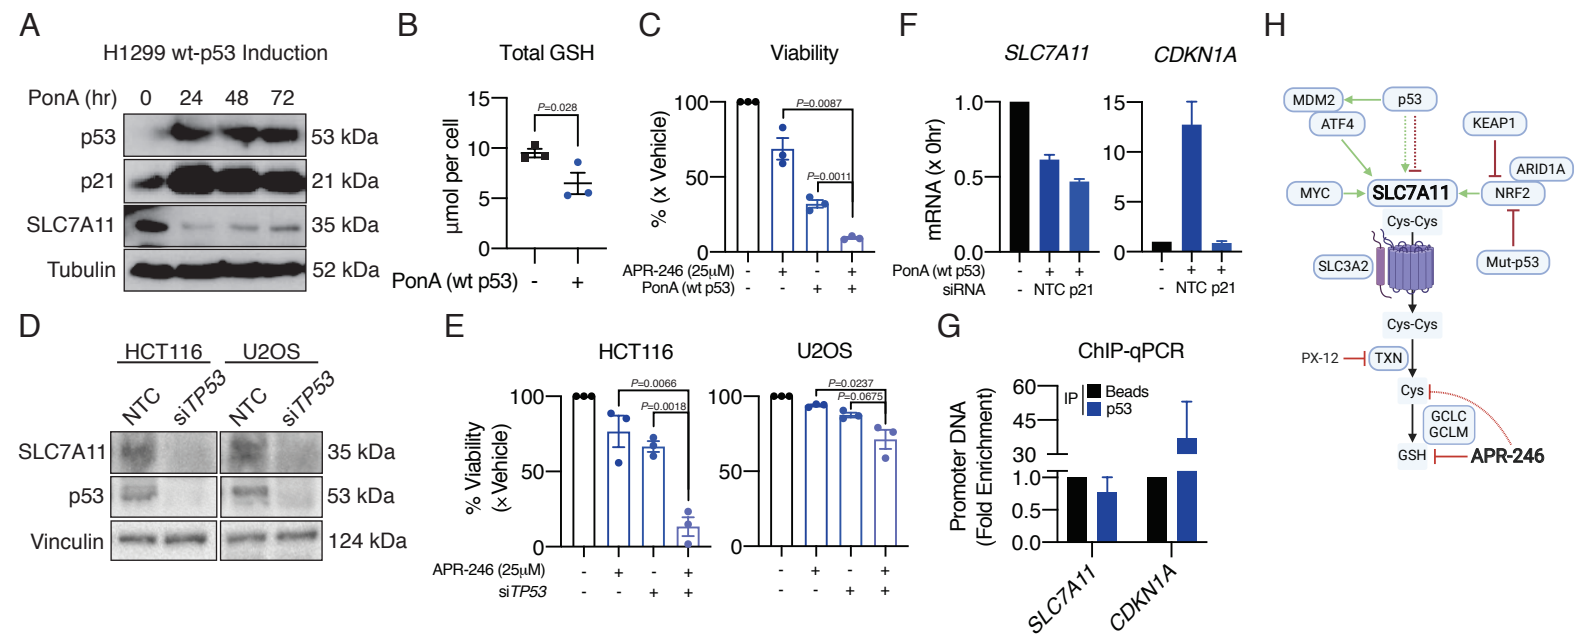 A
H1299 wt-p53 Induction
PonA (hr) 0 24 48 72
p53 53 kDa
p21 21 kDa
SLC7A11 35 kDa
Tubulin 52 kDa
B
Total GSH
P=0.028
µmol per cell
15
10
5
0
PonA (wt p53) - +
C
Viability
P=0.0087
P=0.0011
% (x Vehicle)
100
50
0
APR-246 (25µM) - + - +
PonA (wt p53) - - + +
D
HCT116 U2OS
NTC siTP53 NTC siTP53
SLC7A11 35 kDa
p53 53 kDa
Vinculin 124 kDa
E
HCT116
P=0.0066
P=0.0018
% Viability
(x Vehicle)
100
50
0
APR-246 (25µM) - + - +
siTP53 - - + +
U2OS
P=0.0237
P=0.0675
100
50
0
- + - +
- - + +
F
SLC7A11
mRNA (x 0hr)
1.0
0.5
0.0
PonA (wt p53) - + +
siRNA - NTC p21
CDKN1A
15
10
5
0
- + +
- NTC p21
G
ChIP-qPCR
IP
Beads
p53
Promoter DNA
(Fold Enrichment)
60
45
30
1.0
0.5
0.0
SLC7A11 CDKN1A
H
MDM2 p53
ATF4 KEAP1
ARID1A
MYC SLC7A11 NRF2
Cys-Cys
SLC3A2 Mut-p53
Cys-Cys
PX-12 TXN
Cys
GCLC
GCLM
GSH APR-246